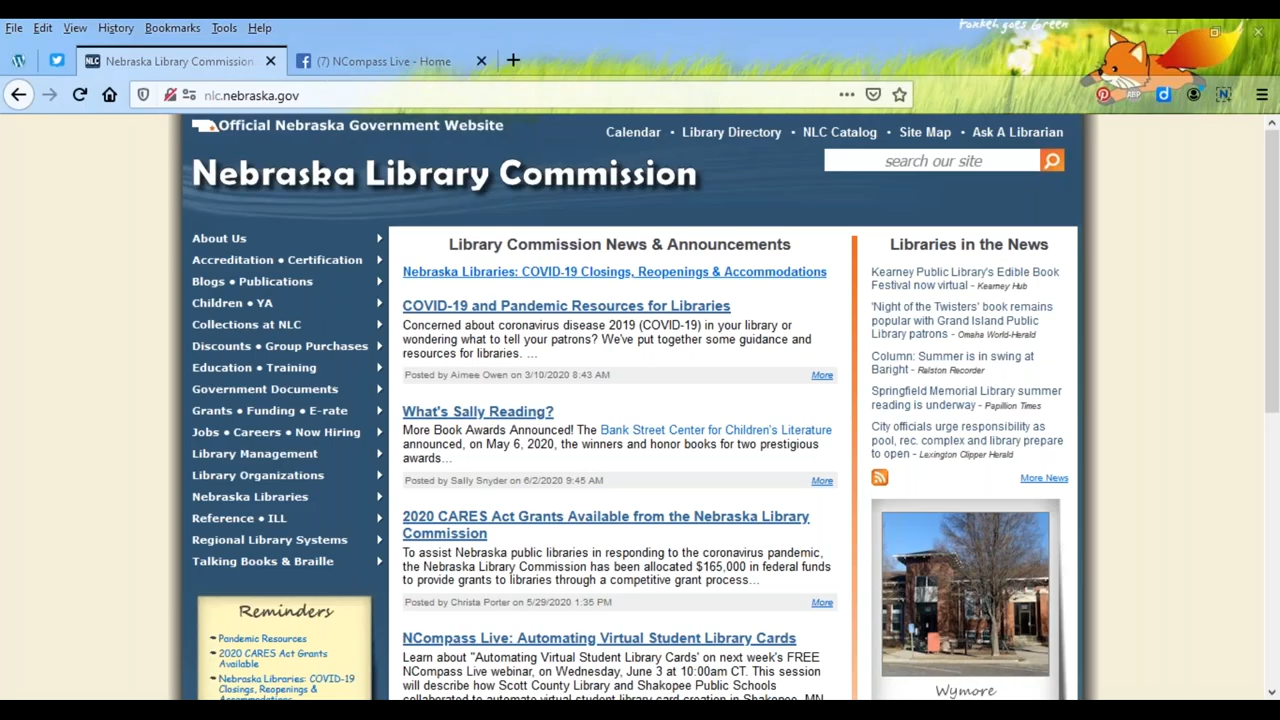 File Edit View History Bookmarks Tools Help
Foxkeh goes Green
Nebraska Library Commission
(7) NCompass Live - Home
nlc.nebraska.gov
ABP
Official Nebraska Government Website
Calendar • Library Directory • NLC Catalog • Site Map • Ask A Librarian
Nebraska Library Commission
search our site
About Us
Accreditation • Certification
Blogs • Publications
Children • YA
Collections at NLC
Discounts • Group Purchases
Education • Training
Government Documents
Grants • Funding • E-rate
Jobs • Careers • Now Hiring
Library Management
Library Organizations
Nebraska Libraries
Reference • ILL
Regional Library Systems
Talking Books & Braille
Reminders
Pandemic Resources
2020 CARES Act Grants
Available
Nebraska Libraries: COVID-19
Closings, Reopenings &
Accommodations
Library Commission News & Announcements
Nebraska Libraries: COVID-19 Closings, Reopenings & Accommodations
COVID-19 and Pandemic Resources for Libraries
Concerned about coronavirus disease 2019 (COVID-19) in your library or
wondering what to tell your patrons? We've put together some guidance and
resources for libraries. ...
Posted by Aimee Owen on 3/10/2020 8:43 AM More
What's Sally Reading?
More Book Awards Announced! The Bank Street Center for Children's Literature
announced, on May 6, 2020, the winners and honor books for two prestigious
awards...
Posted by Sally Snyder on 6/2/2020 9:45 AM More
2020 CARES Act Grants Available from the Nebraska Library
Commission
To assist Nebraska public libraries in responding to the coronavirus pandemic,
the Nebraska Library Commission has been allocated $165,000 in federal funds
to provide grants to libraries through a competitive grant process...
Posted by Christa Porter on 5/29/2020 1:35 PM More
NCompass Live: Automating Virtual Student Library Cards
Learn about "Automating Virtual Student Library Cards' on next week's FREE
NCompass Live webinar, on Wednesday, June 3 at 10:00am CT. This session
will describe how Scott County Library and Shakopee Public Schools
collaborated to automate virtual student library card creation in Shakopee, MN
Libraries in the News
Kearney Public Library's Edible Book
Festival now virtual - Kearney Hub
'Night of the Twisters' book remains
popular with Grand Island Public
Library patrons - Omaha World-Herald
Column: Summer is in swing at
Baright - Ralston Recorder
Springfield Memorial Library summer
reading is underway - Papillion Times
City officials urge responsibility as
pool, rec. complex and library prepare
to open - Lexington Clipper Herald
More News
Wymore